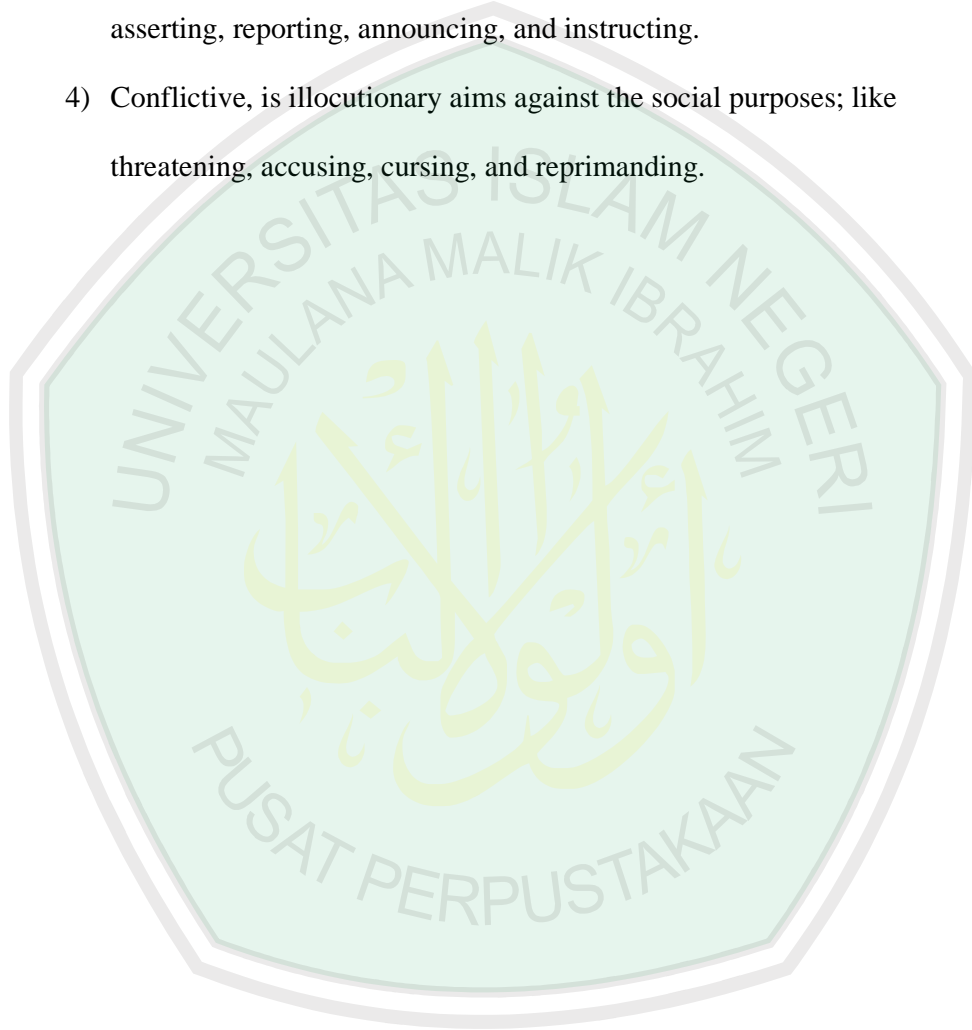 asserting, reporting, announcing, and instructing.
4) Conflictive, is illocutionary aims against the social purposes; like
threatening, accusing, cursing, and reprimanding.
UNIVERSITAS ISLAM NEGERI
MAULANA MALIK IBRAHIM
أولوا الألباب
PUSAT PERPUSTAKAAN